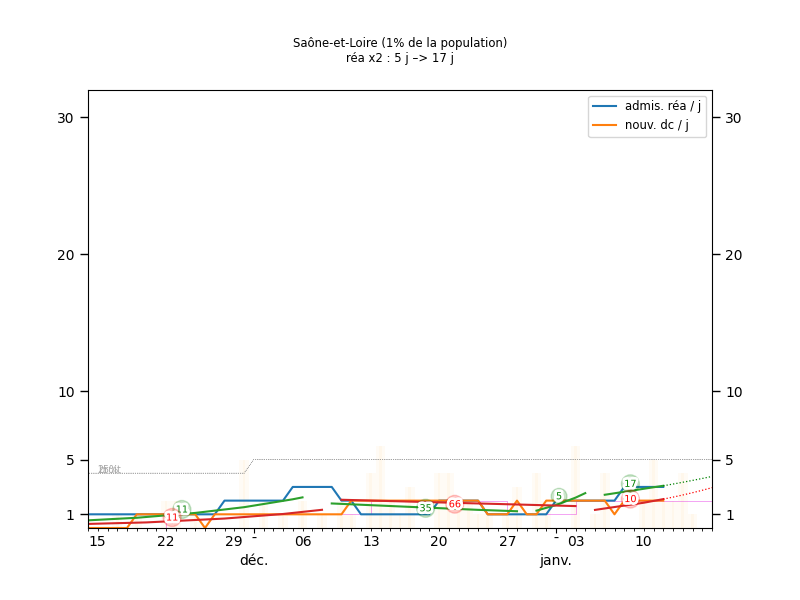 Saône-et-Loire (1% de la population)
réa x2 : 5 j –> 17 j
admis. réa / j
nouv. dc / j
30 30
20 20
10 10
5 5
1 1
11 11 35 66 5 17 10
15 22 29 - 06 13 20 27 - 03 10
déc. janv.